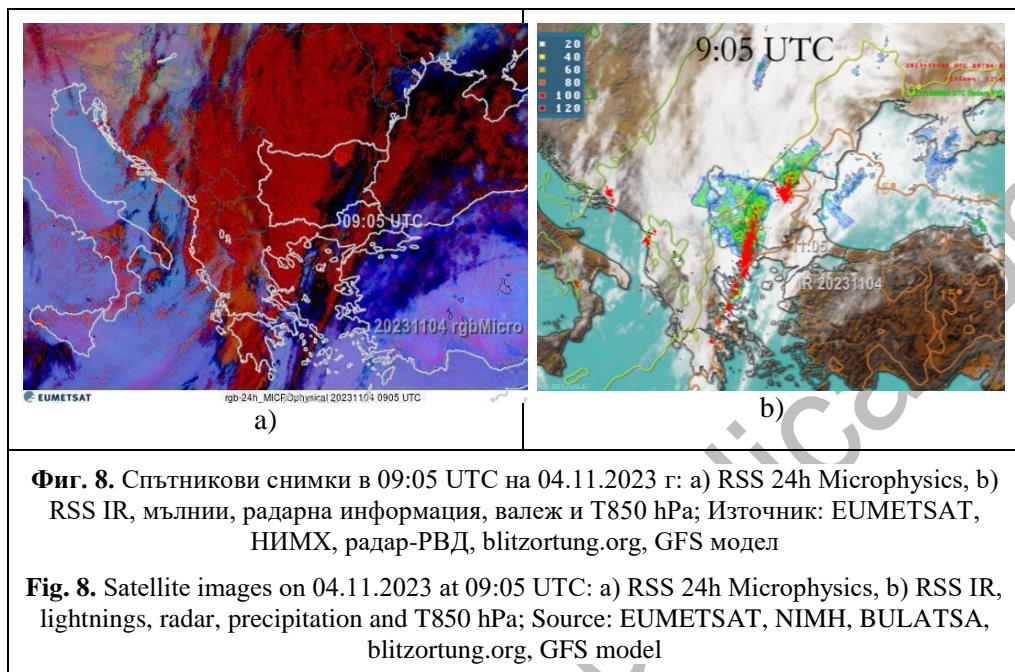 09:05 UTC
20231104 rgbMicro
EUMETSAT
rgb-24h_MICROphysical 20231104 0905 UTC
a)
20
40
60
80
100
120
9:05 UTC
10°
11:05
IR 20231104
15°
b)
Фиг. 8. Спътникови снимки в 09:05 UTC на 04.11.2023 г: a) RSS 24h Microphysics, b)
RSS IR, мълнии, радарна информация, валеж и T850 hPa; Източник: EUMETSAT,
НИМХ, радар-РВД, blitzortung.org, GFS модел
Fig. 8. Satellite images on 04.11.2023 at 09:05 UTC: a) RSS 24h Microphysics, b) RSS IR,
lightnings, radar, precipitation and T850 hPa; Source: EUMETSAT, NIMH, BULATSA,
blitzortung.org, GFS model